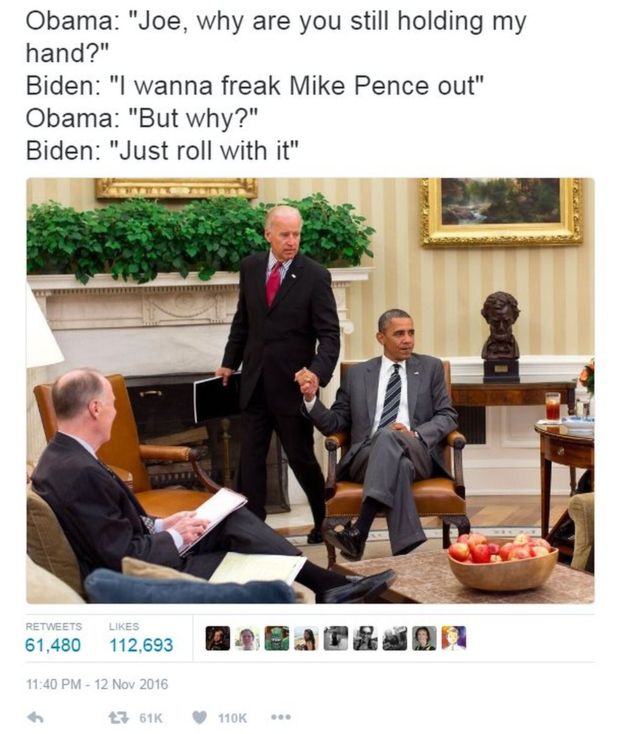 Obama: "Joe, why are you still holding my
hand?"
Biden: "I wanna freak Mike Pence out"
Obama: "But why?"
Biden: "Just roll with it"
RETWEETS LIKES
61,480 112,693
11:40 PM - 12 Nov 2016
61K 110K